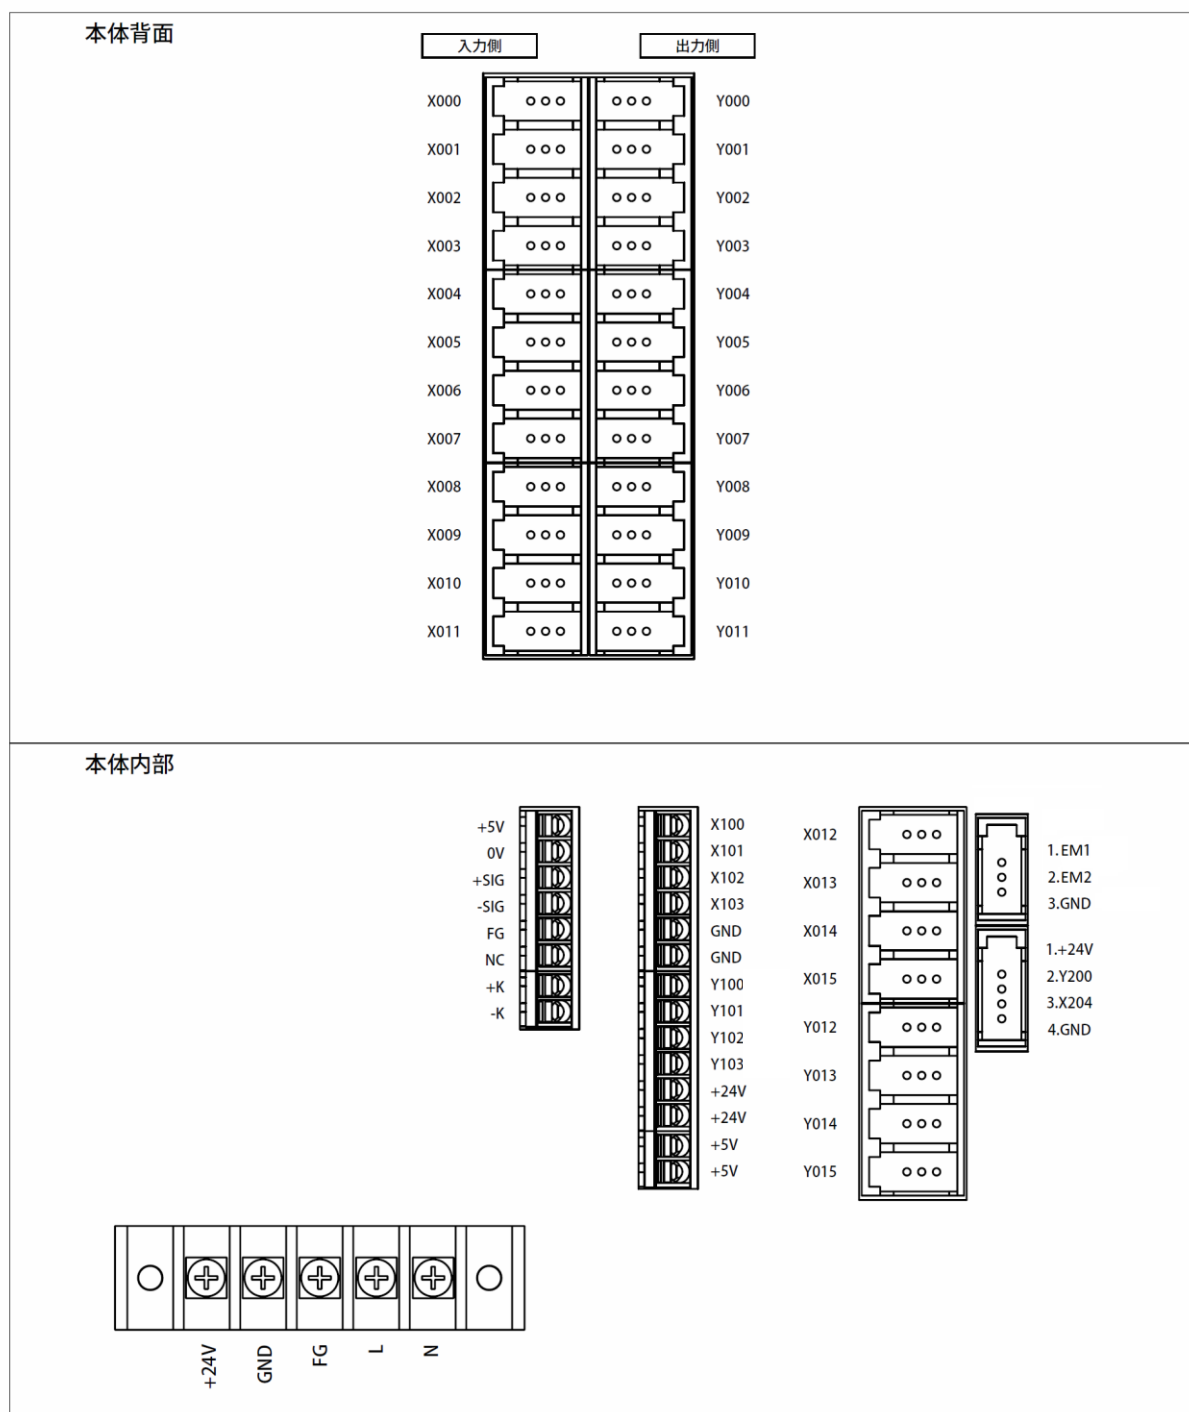 本体背面
入力側
出力側
X000
Y000
X001
Y001
X002
Y002
X003
Y003
X004
Y004
X005
Y005
X006
Y006
X007
Y007
X008
Y008
X009
Y009
X010
Y010
X011
Y011
本体内部
+5V
0V
+SIG
-SIG
FG
NC
+K
-K
X100
X101
X102
X103
GND
GND
Y100
Y101
Y102
Y103
+24V
+24V
+5V
+5V
X012
X013
X014
X015
Y012
Y013
Y014
Y015
1.EM1
2.EM2
3.GND
1.+24V
2.Y200
3.X204
4.GND
+24V
GND
FG
L
N